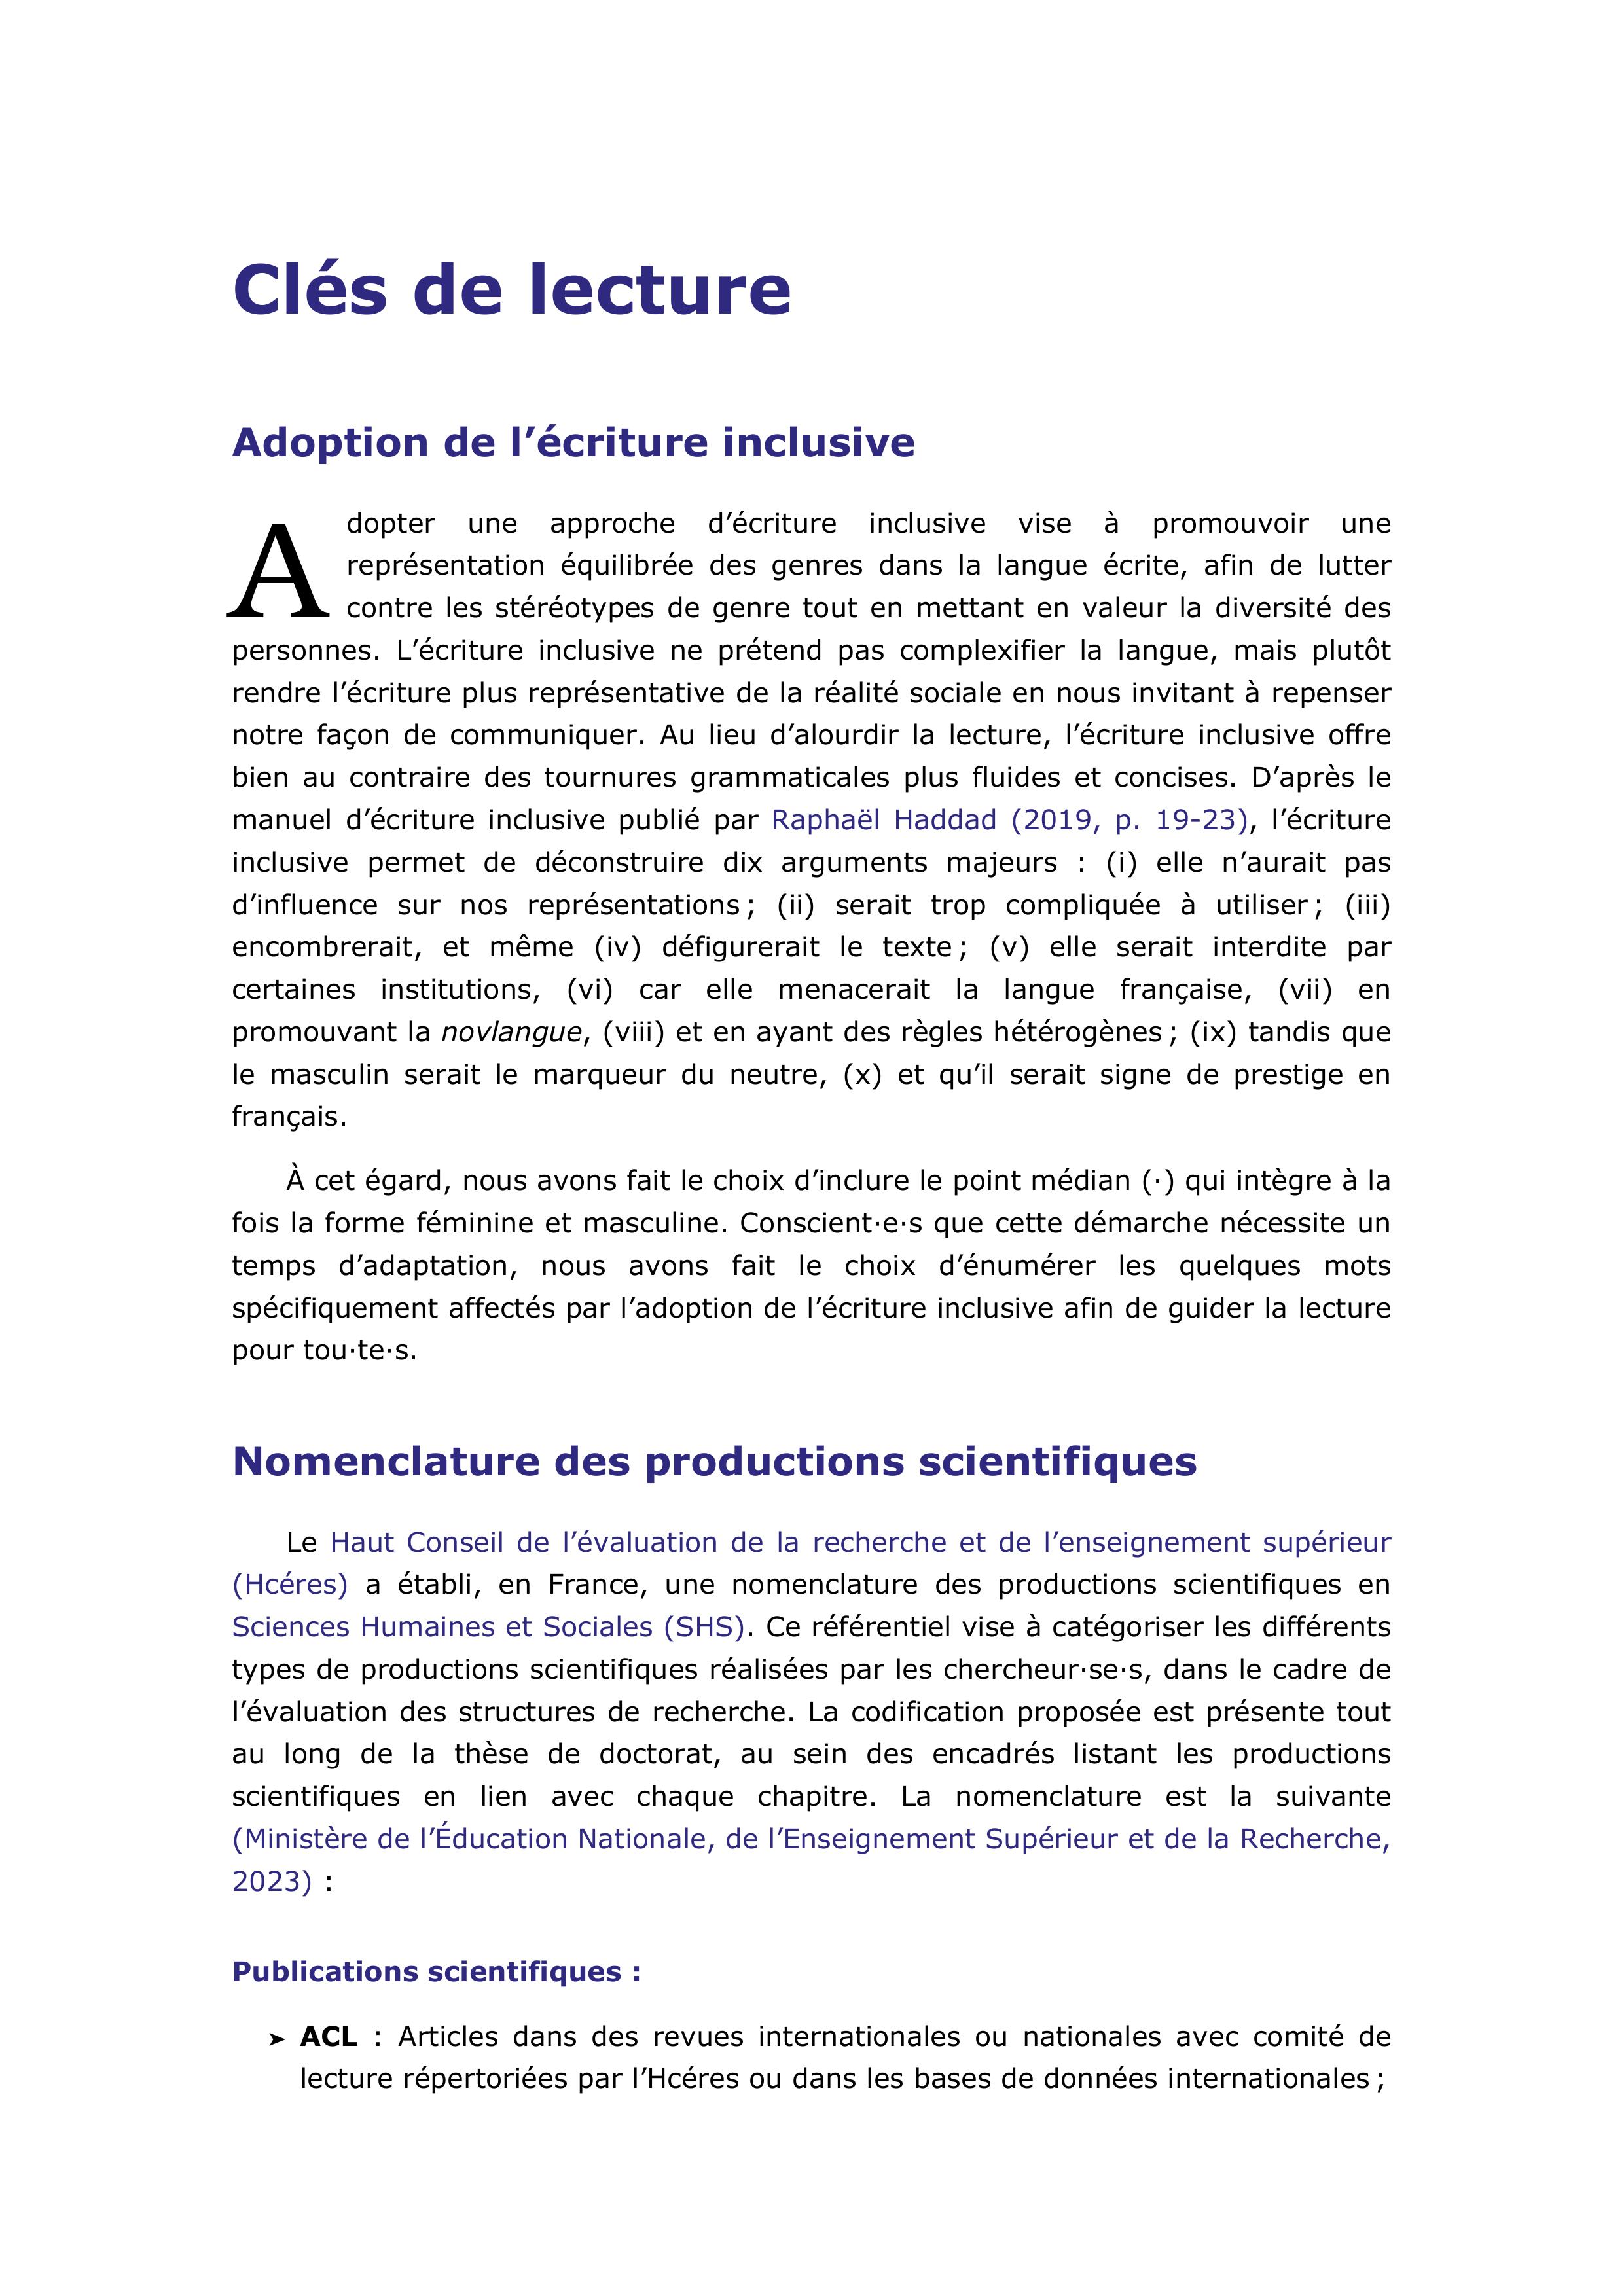 Clés de lecture
Adoption de l’écriture inclusive
Adopter une approche d’écriture inclusive vise à promouvoir une
représentation équilibrée des genres dans la langue écrite, afin de lutter
contre les stéréotypes de genre tout en mettant en valeur la diversité des
personnes. L’écriture inclusive ne prétend pas complexifier la langue, mais plutôt
rendre l’écriture plus représentative de la réalité sociale en nous invitant à repenser
notre façon de communiquer. Au lieu d’alourdir la lecture, l’écriture inclusive offre
bien au contraire des tournures grammaticales plus fluides et concises. D’après le
manuel d’écriture inclusive publié par Raphaël Haddad (2019, p. 19-23), l’écriture
inclusive permet de déconstruire dix arguments majeurs : (i) elle n’aurait pas
d’influence sur nos représentations ; (ii) serait trop compliquée à utiliser ; (iii)
encombrerait, et même (iv) défigurerait le texte ; (v) elle serait interdite par
certaines institutions, (vi) car elle menacerait la langue française, (vii) en
promouvant la novlangue, (viii) et en ayant des règles hétérogènes ; (ix) tandis que
le masculin serait le marqueur du neutre, (x) et qu’il serait signe de prestige en
français.
À cet égard, nous avons fait le choix d’inclure le point médian (·) qui intègre à la
fois la forme féminine et masculine. Conscient·e·s que cette démarche nécessite un
temps d’adaptation, nous avons fait le choix d’énumérer les quelques mots
spécifiquement affectés par l’adoption de l’écriture inclusive afin de guider la lecture
pour tou·te·s.
Nomenclature des productions scientifiques
Le Haut Conseil de l’évaluation de la recherche et de l’enseignement supérieur
(Hcéres) a établi, en France, une nomenclature des productions scientifiques en
Sciences Humaines et Sociales (SHS). Ce référentiel vise à catégoriser les différents
types de productions scientifiques réalisées par les chercheur·se·s, dans le cadre de
l’évaluation des structures de recherche. La codification proposée est présente tout
au long de la thèse de doctorat, au sein des encadrés listant les productions
scientifiques en lien avec chaque chapitre. La nomenclature est la suivante
(Ministère de l’Éducation Nationale, de l’Enseignement Supérieur et de la Recherche,
2023) :
Publications scientifiques :
➤ ACL : Articles dans des revues internationales ou nationales avec comité de
lecture répertoriées par l’Hcéres ou dans les bases de données internationales ;